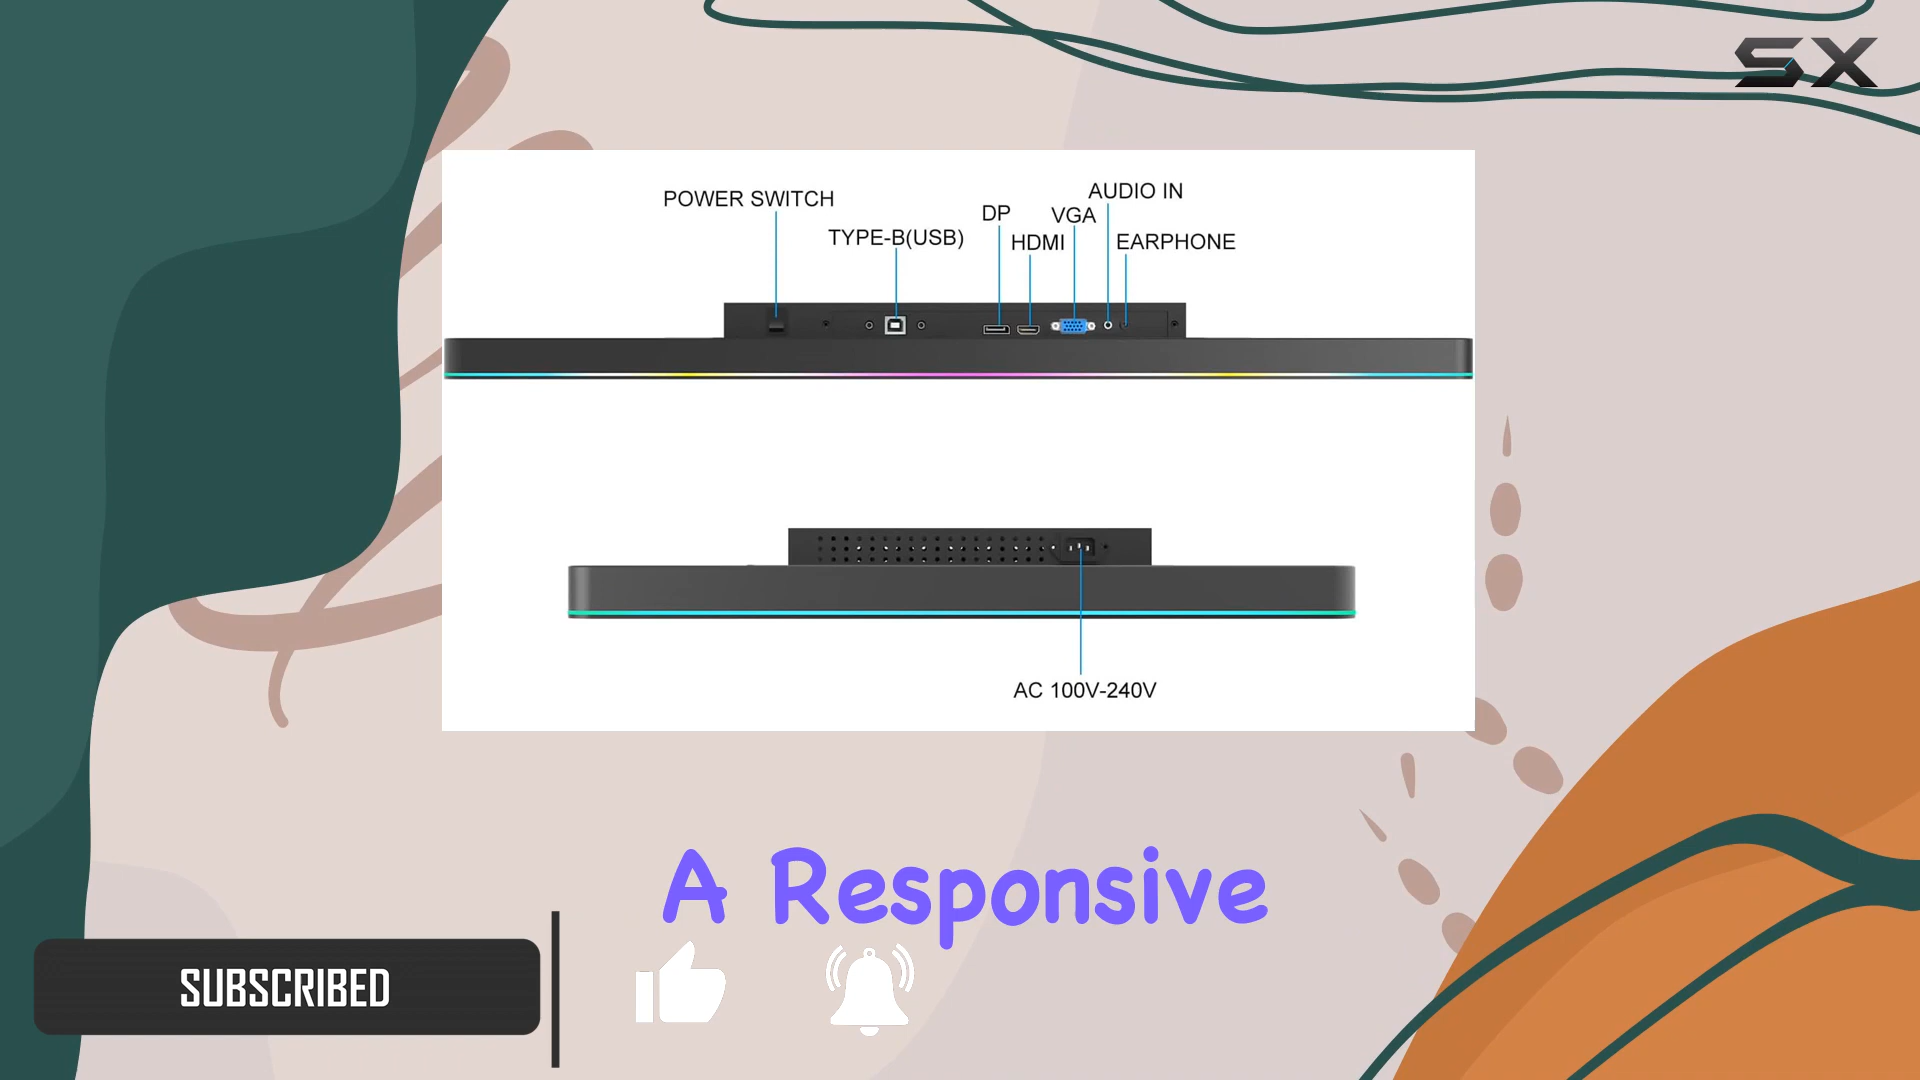 SX
POWER SWITCH
TYPE-B(USB)
DP
HDMI
VGA
AUDIO IN
EARPHONE
AC 100V-240V
A Responsive
SUBSCRIBED